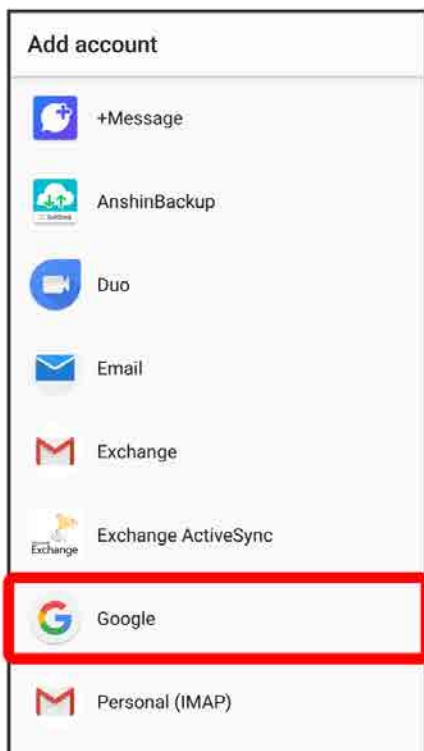 Add account
+Message
AnshinBackup
Duo
Email
Exchange
Exchange
Exchange ActiveSync
Google
Personal (IMAP)